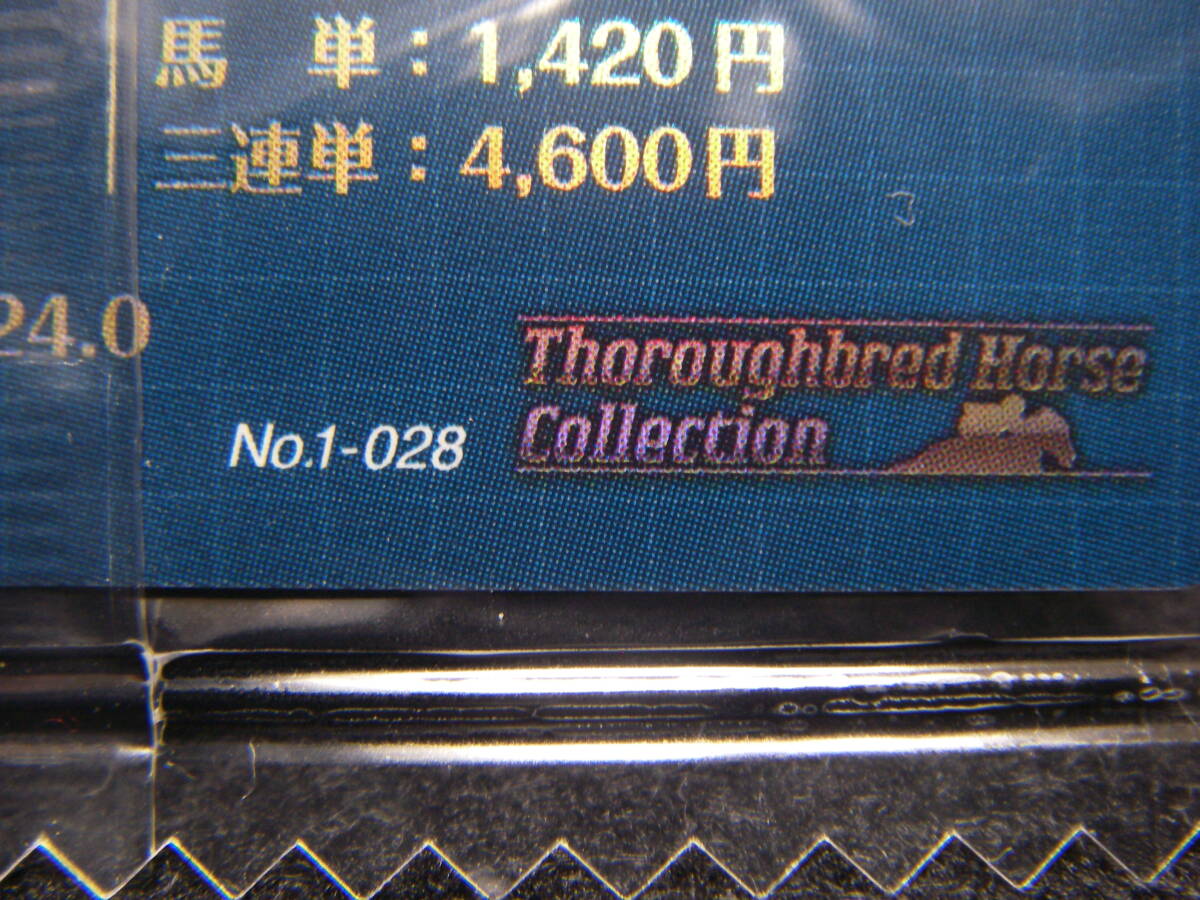 馬　単：1,420円
三連単：4,600円
24.0
No.1-028
Thoroughbred Horse
Collection